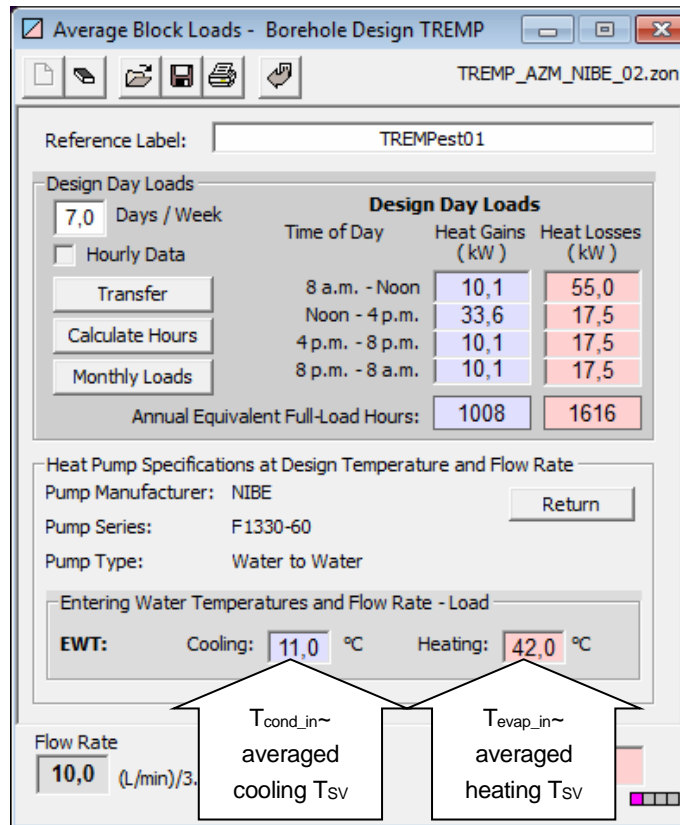 Average Block Loads - Borehole Design TREMP
TREMP_AZM_NIBE_02.zon
Reference Label: TREMPest01
Design Day Loads
7,0 Days / Week
Hourly Data
Transfer
Calculate Hours
Monthly Loads
Design Day Loads
Time of Day Heat Gains Heat Losses
(kW) (kW)
8 a.m. - Noon 10,1 55,0
Noon - 4 p.m. 33,6 17,5
4 p.m. - 8 p.m. 10,1 17,5
8 p.m. - 8 a.m. 10,1 17,5
Annual Equivalent Full-Load Hours: 1008 1616
Heat Pump Specifications at Design Temperature and Flow Rate
Pump Manufacturer: NIBE
Return
Pump Series: F1330-60
Pump Type: Water to Water
Entering Water Temperatures and Flow Rate - Load
EWT: Cooling: 11,0 ºC Heating: 42,0 ºC
Tcond_in~
averaged
cooling TSV
Tevap_in~
averaged
heating TSV
Flow Rate
10,0 (L/min)/3.